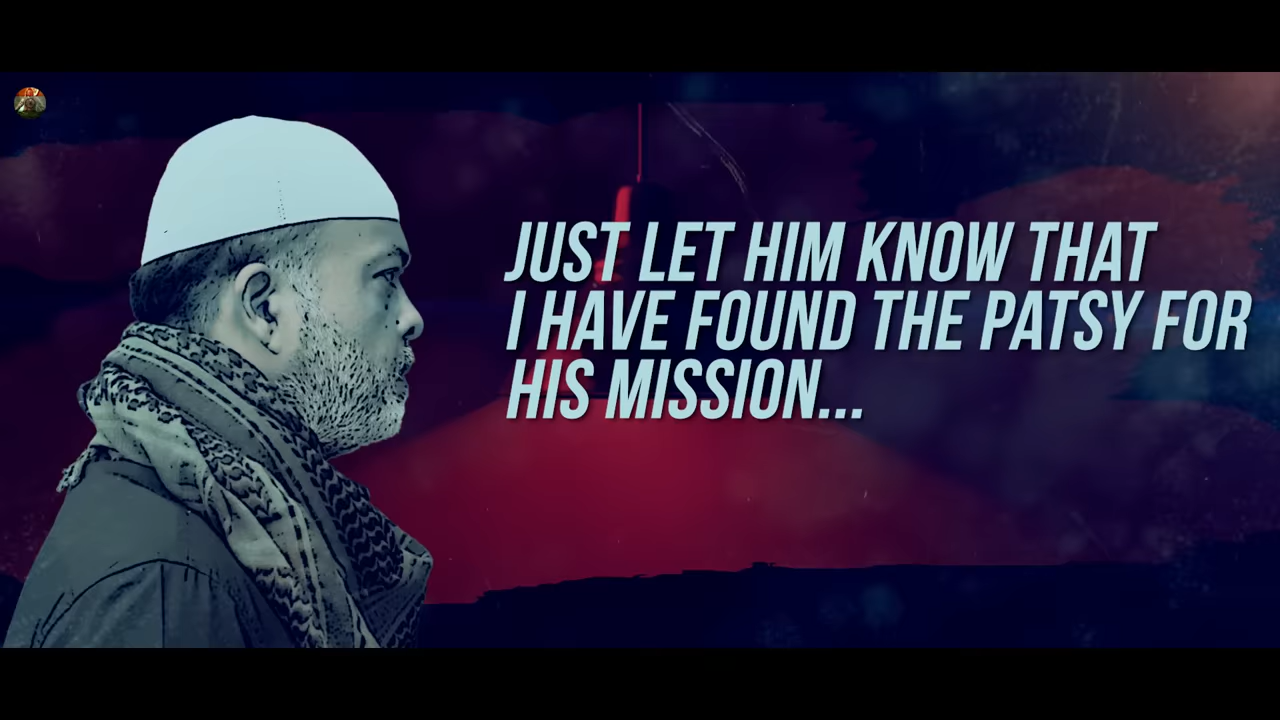 JUST LET HIM KNOW THAT
I HAVE FOUND THE PATSY FOR
HIS MISSION...